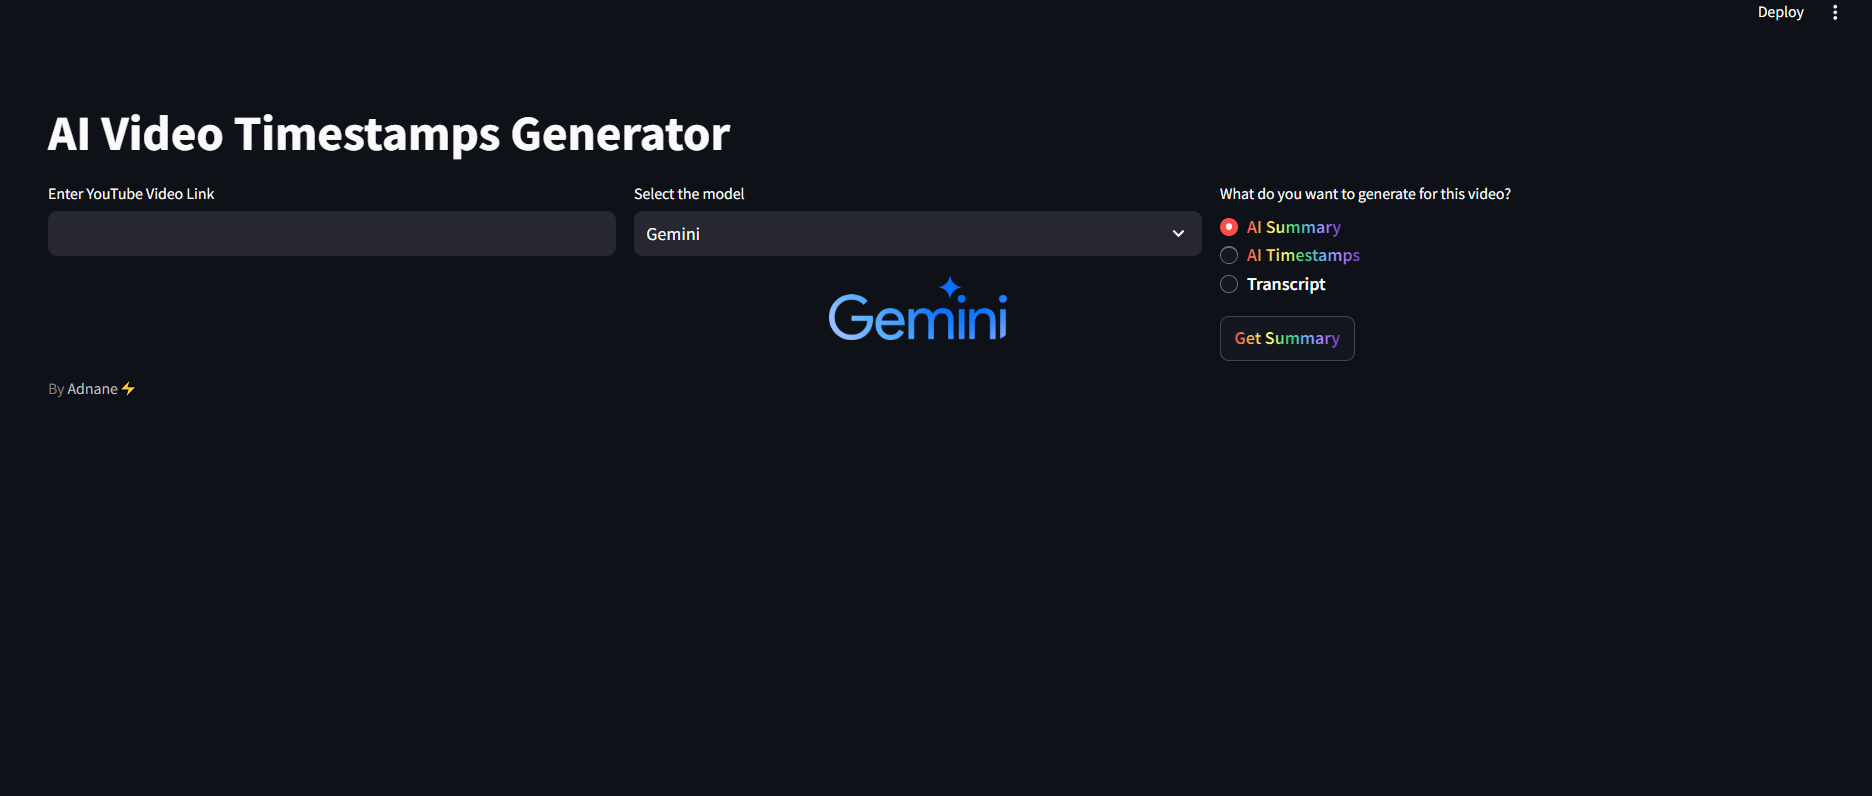 Deploy
AI Video Timestamps Generator
Enter YouTube Video Link
Select the model
Gemini
Gemini
What do you want to generate for this video?
AI Summary
AI Timestamps
Transcript
Get Summary
By Adnane⚡